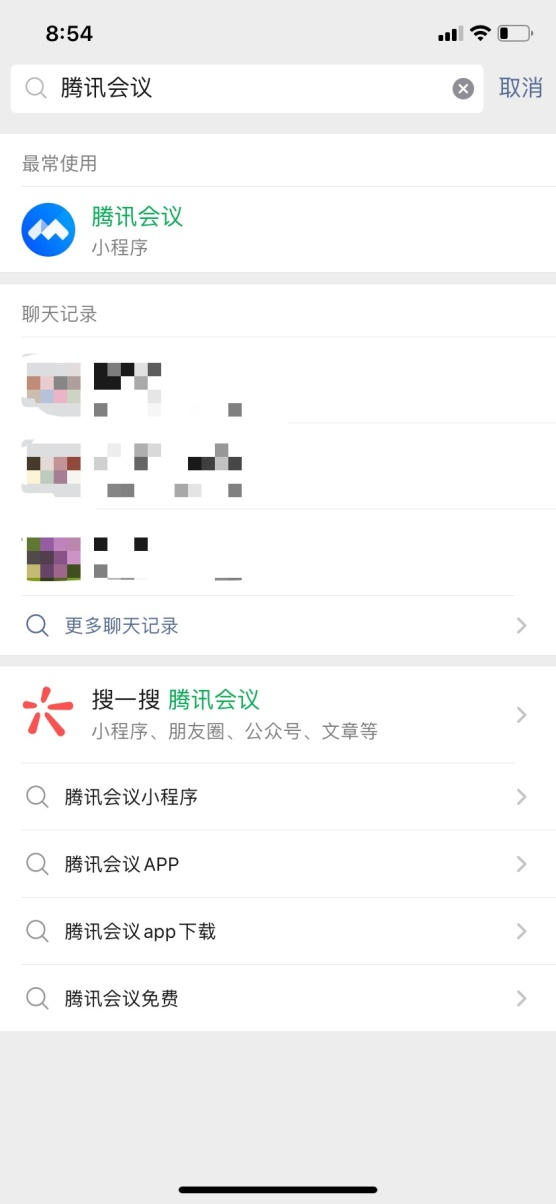 8:54
腾讯会议
取消
最常使用
腾讯会议
小程序
聊天记录
更多聊天记录
搜一搜 腾讯会议
小程序、朋友圈、公众号、文章等
腾讯会议小程序
腾讯会议APP
腾讯会议app下载
腾讯会议免费